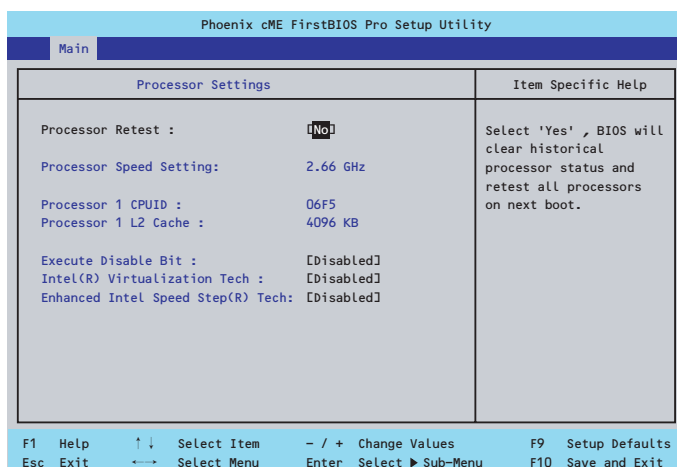 Phoenix cME FirstBIOS Pro Setup Utility
Main
Processor Settings
Item Specific Help
Processor Retest : [No]
Processor Speed Setting: 2.66 GHz
Processor 1 CPUID : 06F5
Processor 1 L2 Cache : 4096 KB
Execute Disable Bit : [Disabled]
Intel(R) Virtualization Tech : [Disabled]
Enhanced Intel Speed Step(R) Tech: [Disabled]
Select 'Yes' , BIOS will
clear historical
processor status and
retest all processors
on next boot.
F1 Help ↑↓ Select Item - / + Change Values F9 Setup Defaults
Esc Exit ←→ Select Menu Enter Select ▶ Sub-Menu F10 Save and Exit